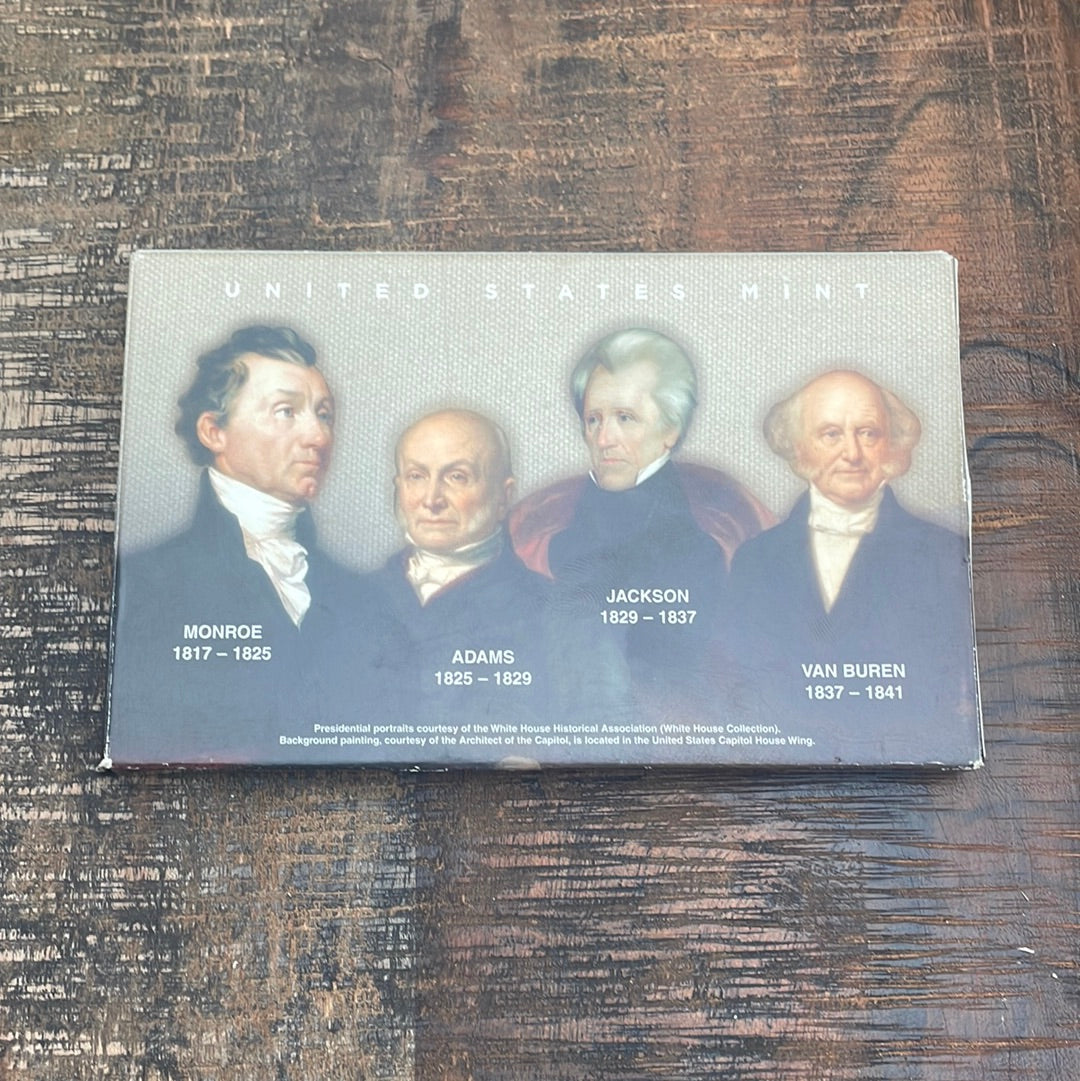 UNITED STATES MINT
MONROE
1817 – 1825
ADAMS
1825 – 1829
JACKSON
1829 – 1837
VAN BUREN
1837 – 1841
Presidential portraits courtesy of the White House Historical Association (White House Collection).
Background painting, courtesy of the Architect of the Capitol, is located in the United States Capitol House Wing.